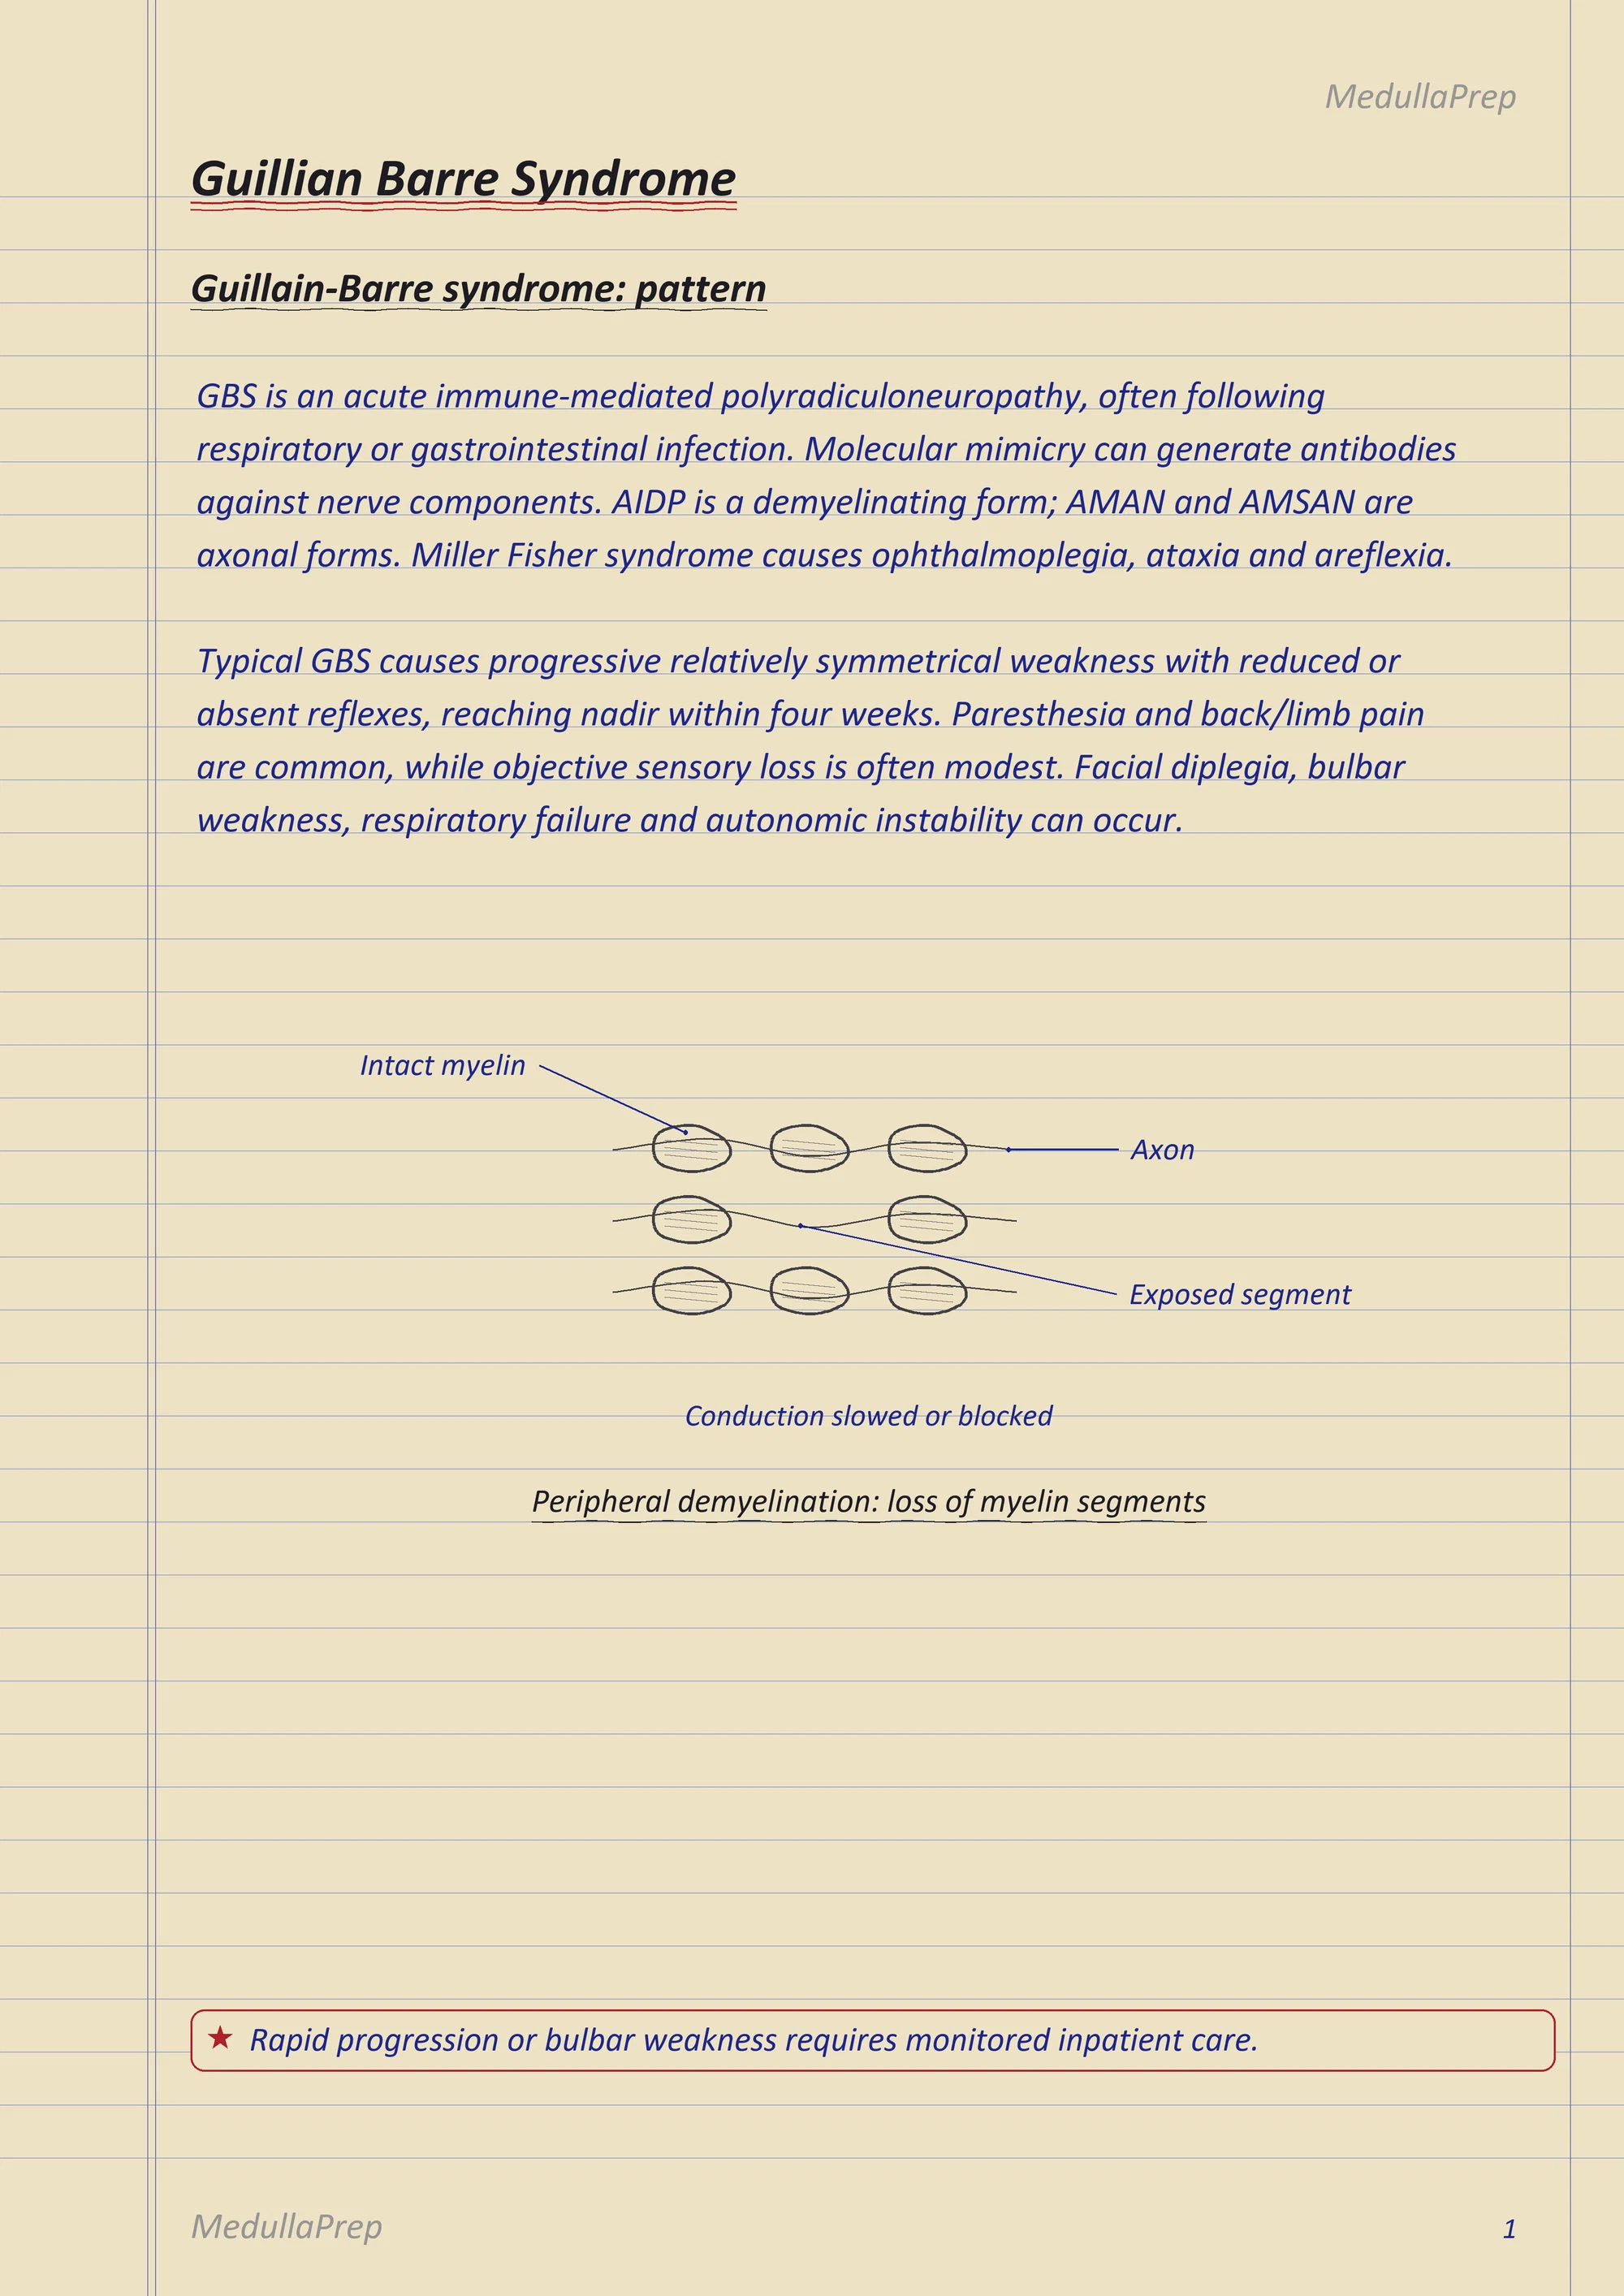 MedullaPrep
Guillian Barre Syndrome
Guillain-Barre syndrome: pattern
GBS is an acute immune-mediated polyradiculoneuropathy, often following
respiratory or gastrointestinal infection. Molecular mimicry can generate antibodies
against nerve components. AIDP is a demyelinating form; AMAN and AMSAN are
axonal forms. Miller Fisher syndrome causes ophthalmoplegia, ataxia and areflexia.
Typical GBS causes progressive relatively symmetrical weakness with reduced or
absent reflexes, reaching nadir within four weeks. Paresthesia and back/limb pain
are common, while objective sensory loss is often modest. Facial diplegia, bulbar
weakness, respiratory failure and autonomic instability can occur.
Intact myelin
Axon
Exposed segment
Conduction slowed or blocked
Peripheral demyelination: loss of myelin segments
★ Rapid progression or bulbar weakness requires monitored inpatient care.
MedullaPrep
1